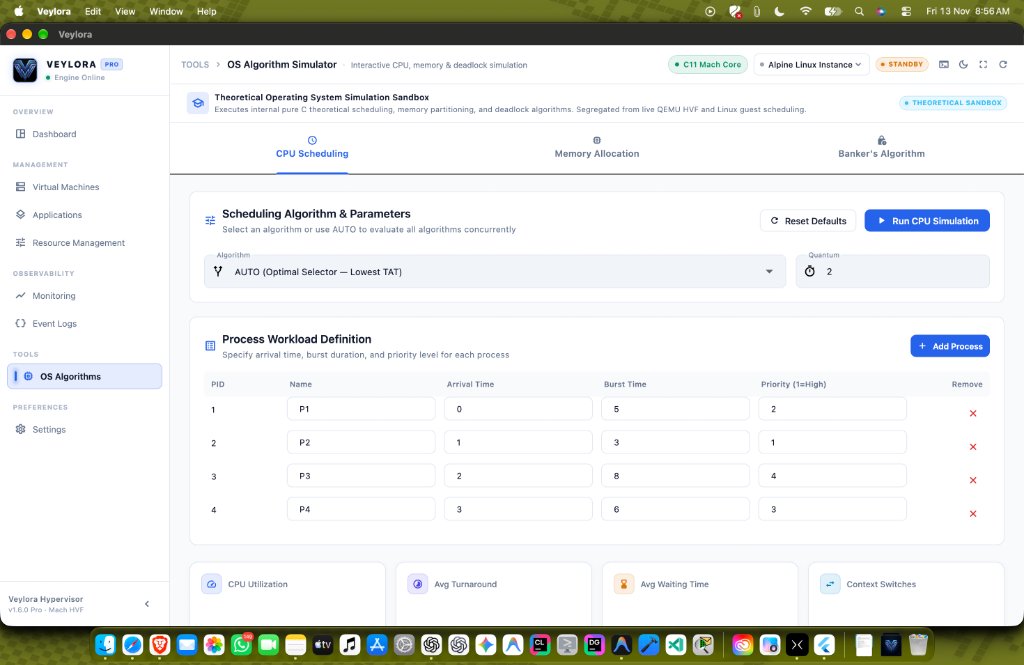 Veylora Edit View Window Help
Fri 13 Nov 8:56 AM
Veylora
VEYLORA PRO
Engine Online
TOOLS › OS Algorithm Simulator · Interactive CPU, memory & deadlock simulation
C11 Mach Core
Alpine Linux Instance
STANDBY
Theoretical Operating System Simulation Sandbox
Executes internal pure C theoretical scheduling, memory partitioning, and deadlock algorithms. Segregated from live QEMU HVF and Linux guest scheduling.
THEORETICAL SANDBOX
OVERVIEW
Dashboard
MANAGEMENT
Virtual Machines
Applications
Resource Management
OBSERVABILITY
Monitoring
Event Logs
TOOLS
OS Algorithms
PREFERENCES
Settings
Veylora Hypervisor
v1.6.0 Pro · Mach HVF
CPU Scheduling
Memory Allocation
Banker's Algorithm
Scheduling Algorithm & Parameters
Select an algorithm or use AUTO to evaluate all algorithms concurrently
Reset Defaults
Run CPU Simulation
Algorithm
AUTO (Optimal Selector — Lowest TAT)
Quantum
2
Process Workload Definition
Specify arrival time, burst duration, and priority level for each process
+ Add Process
PID Name Arrival Time Burst Time Priority (1=High) Remove
1 P1 0 5 2
2 P2 1 3 1
3 P3 2 8 4
4 P4 3 6 3
CPU Utilization
Avg Turnaround
Avg Waiting Time
Context Switches
tv
CL
DG